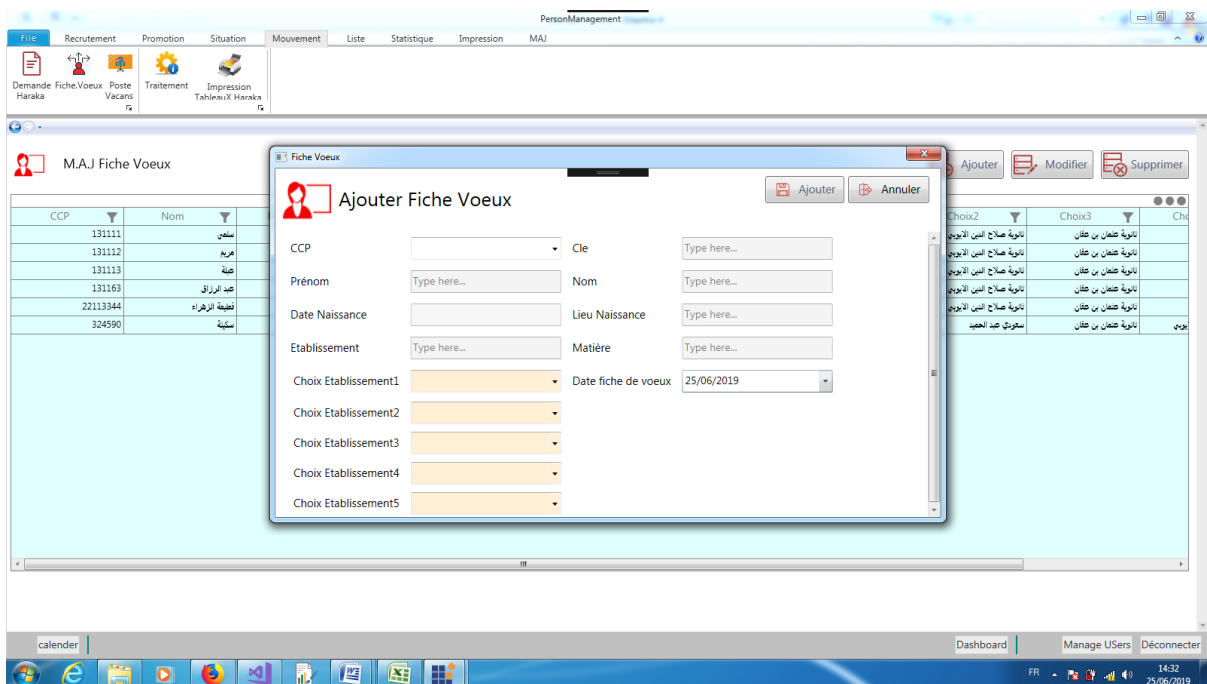 PersonManagement
File Recrutement Promotion Situation Mouvement Liste Statistique Impression MAJ
Demande Haraka
Fiche.Voeux
Poste Vacans
Traitement
Impression TableauX Haraka
M.A.J Fiche Voeux
Ajouter Modifier Supprimer
CCP Nom Choix2 Choix3 Cho
131111 سلمى ثانوية صلاح الدين الايوبي ثانوية عثمان بن عفان
131112 مريم ثانوية صلاح الدين الايوبي ثانوية عثمان بن عفان
131113 عبلة ثانوية صلاح الدين الايوبي ثانوية عثمان بن عفان
131163 عبد الرزاق ثانوية صلاح الدين الايوبي ثانوية عثمان بن عفان
22113344 الزهراء ثانوية صلاح الدين الايوبي ثانوية عثمان بن عفان
324590 سكينة سعودي عبد الحميد ثانوية عثمان بن عفان
Fiche Voeux
Ajouter Fiche Voeux
Ajouter Annuler
CCP Cle Type here...
Prénom Type here... Nom Type here...
Date Naissance Lieu Naissance Type here...
Etablissement Type here... Matière Type here...
Choix Etablissement1 Date fiche de voeux 25/06/2019
Choix Etablissement2
Choix Etablissement3
Choix Etablissement4
Choix Etablissement5
calender Dashboard Manage USers Déconnecter
FR 14:32
25/06/2019